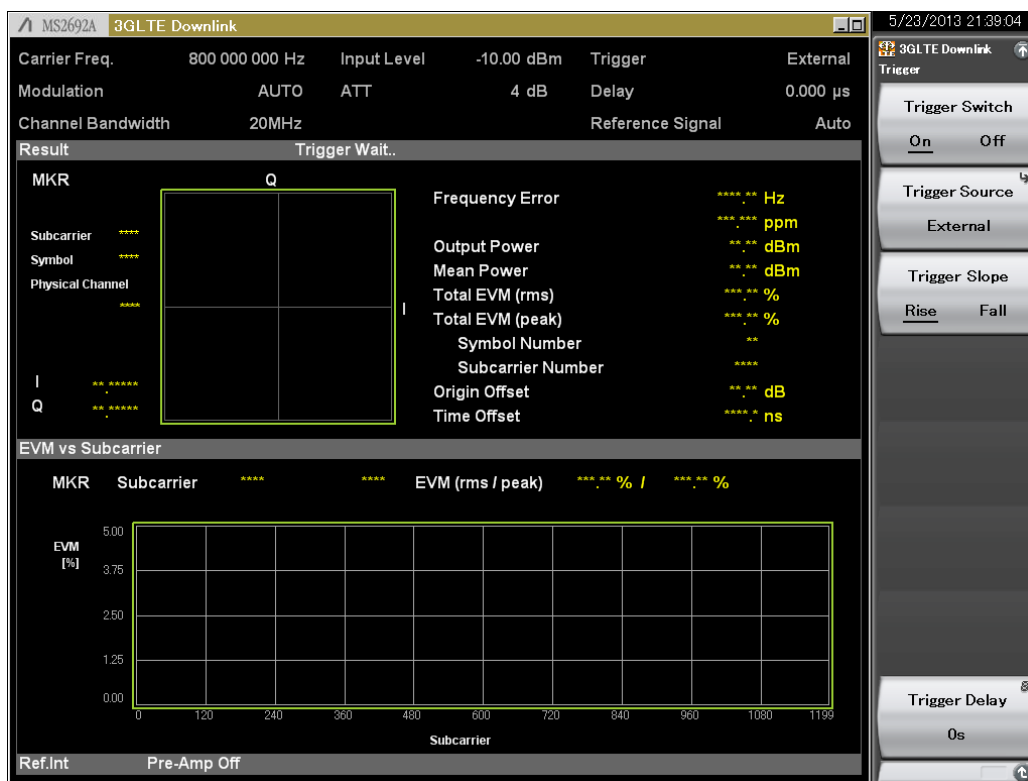 MS2692A 3GLTE Downlink
5/23/2013 21:39:04
Carrier Freq. 800 000 000 Hz Input Level -10.00 dBm Trigger External
Modulation AUTO ATT 4 dB Delay 0.000 µs
Channel Bandwidth 20MHz Reference Signal Auto
Result Trigger Wait..
MKR Q
Frequency Error ****.** Hz
***.*** ppm
Subcarrier ****
Output Power **.** dBm
Symbol ****
Mean Power **.** dBm
Physical Channel
****
Total EVM (rms) ***.** %
I
Total EVM (peak) ***.** %
Symbol Number **
Subcarrier Number ****
I **.*****
Origin Offset **.** dB
Q **.*****
Time Offset ****.* ns
EVM vs Subcarrier
MKR Subcarrier **** **** EVM (rms / peak) ***.** % / ***.** %
EVM
[%]
5.00
3.75
2.50
1.25
0.00
0 120 240 360 480 600 720 840 960 1080 1199
Subcarrier
Ref.Int Pre-Amp Off
3GLTE Downlink
Trigger
Trigger Switch
On Off
Trigger Source
External
Trigger Slope
Rise Fall
Trigger Delay
0s